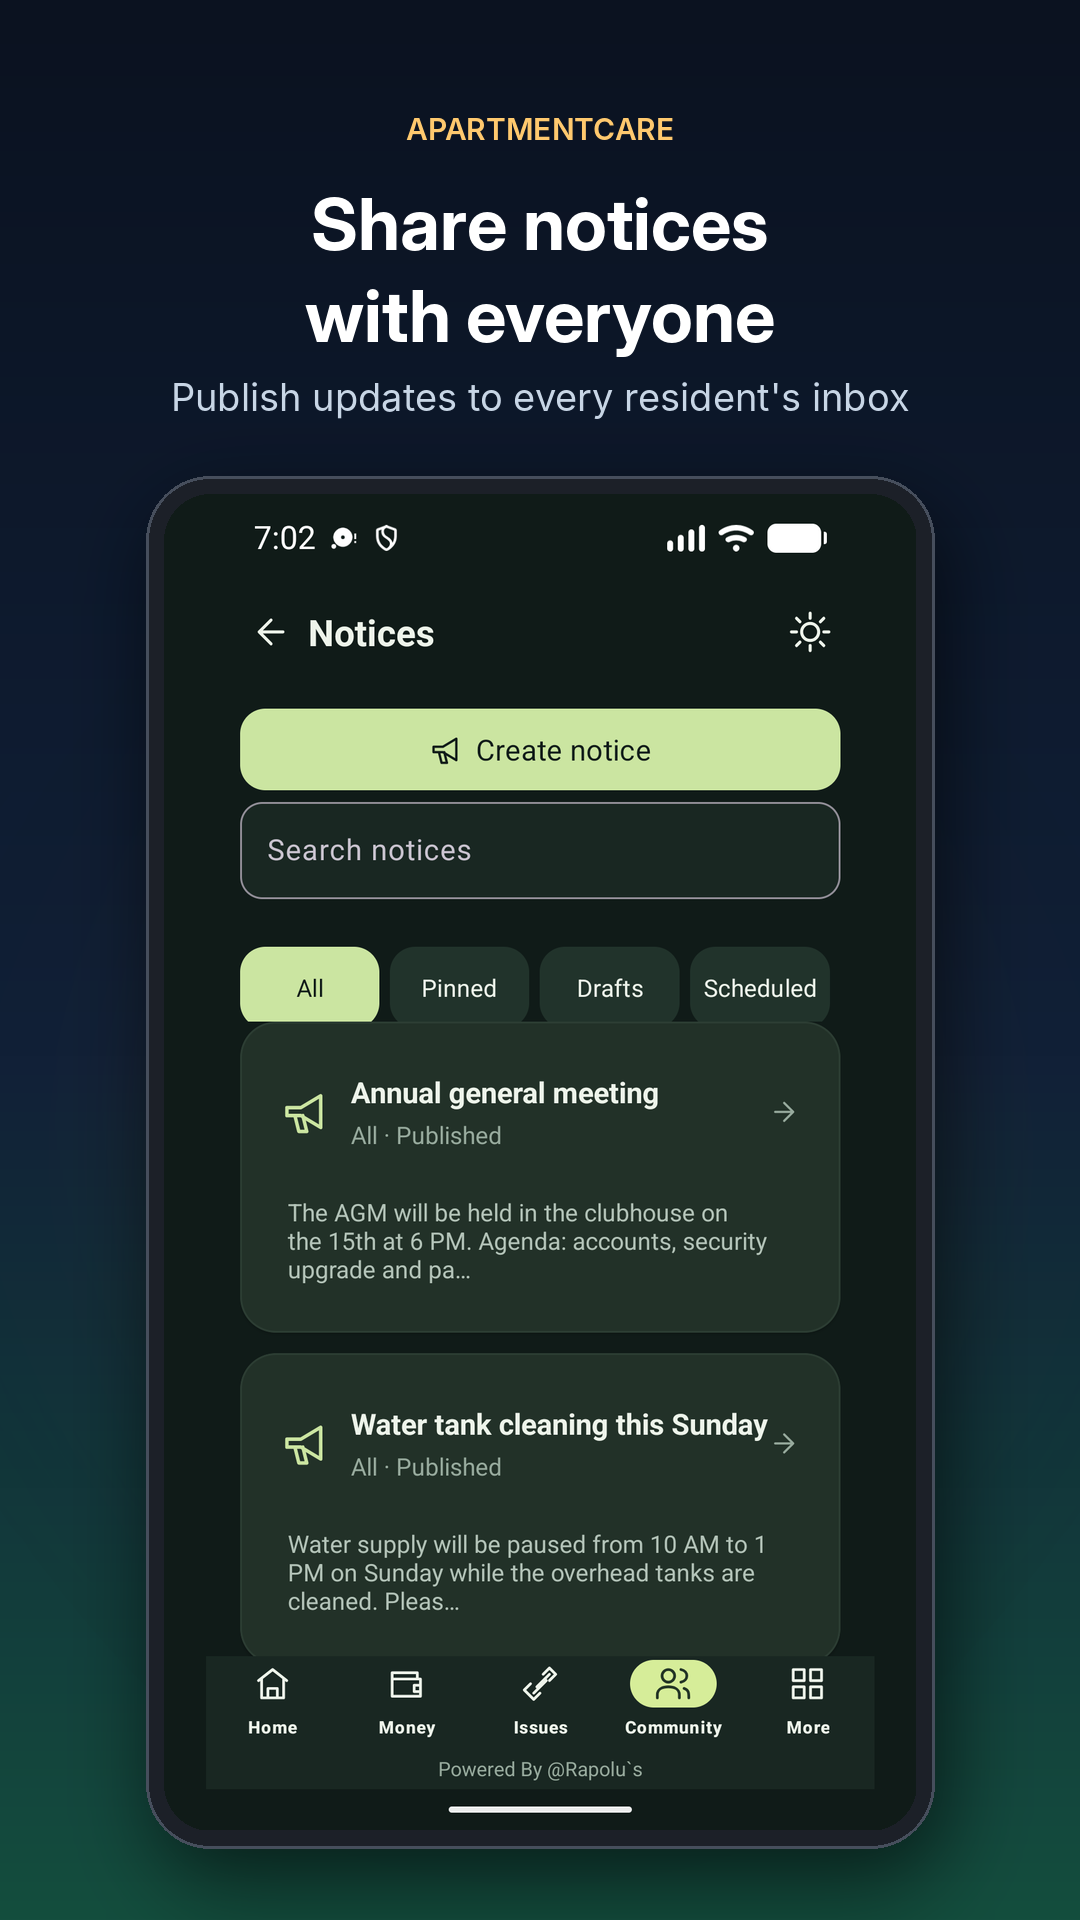 APARTMENTCARE
Share notices
with everyone
Publish updates to every resident's inbox
7:02
Notices
Create notice
Search notices
All
Pinned
Drafts
Scheduled
Annual general meeting
All · Published
The AGM will be held in the clubhouse on
the 15th at 6 PM. Agenda: accounts, security
upgrade and pa...
Water tank cleaning this Sunday
All · Published
Water supply will be paused from 10 AM to 1
PM on Sunday while the overhead tanks are
cleaned. Pleas...
Home
Money
Issues
Community
More
Powered By @Rapolu`s